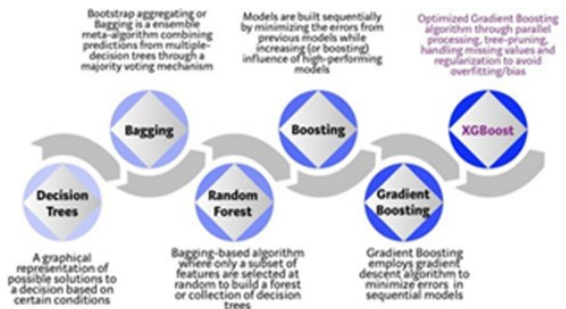 Bootstrap aggregating or
Bagging is a ensemble
meta-algorithm combining
predictions from multiple-
decision trees through a
majority voting mechanism
Models are built sequentially
by minimizing the errors from
previous models while
increasing (or boosting)
influence of high-performing
models
Optimized Gradient Boosting
algorithm through parallel
processing, tree-pruning,
handling missing values and
regularization to avoid
overfitting/bias
Bagging
Boosting
XGBoost
Decision
Trees
Random
Forest
Gradient
Boosting
A graphical
representation of
possible solutions to
a decision based on
certain conditions
Bagging-based algorithm
where only a subset of
features are selected at
random to build a forest
or collection of decision
trees
Gradient Boosting
employs gradient
descent algorithm to
minimize errors in
sequential models